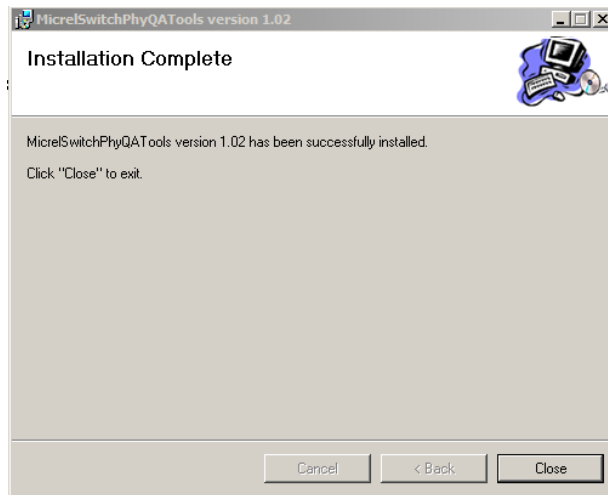 MicrelSwitchPhyQATools version 1.02
Installation Complete
MicrelSwitchPhyQATools version 1.02 has been successfully installed.
Click "Close" to exit.
Cancel < Back Close